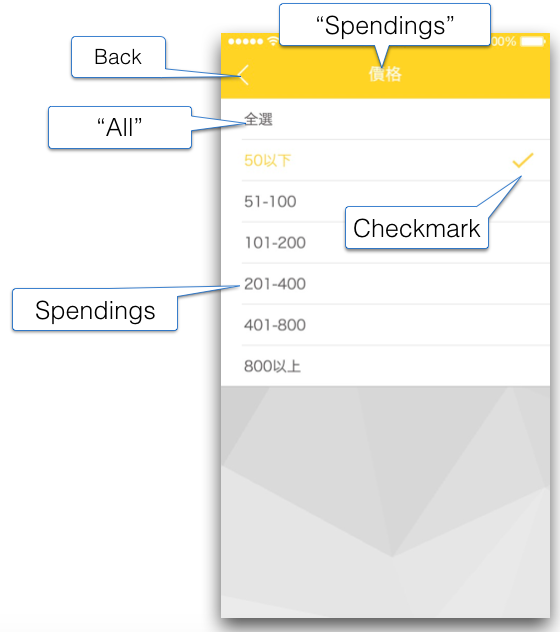 “Spendings”
00%
Back
價格
“All”
全選
50以下
51-100
Checkmark
101-200
Spendings
201-400
401-800
800以上